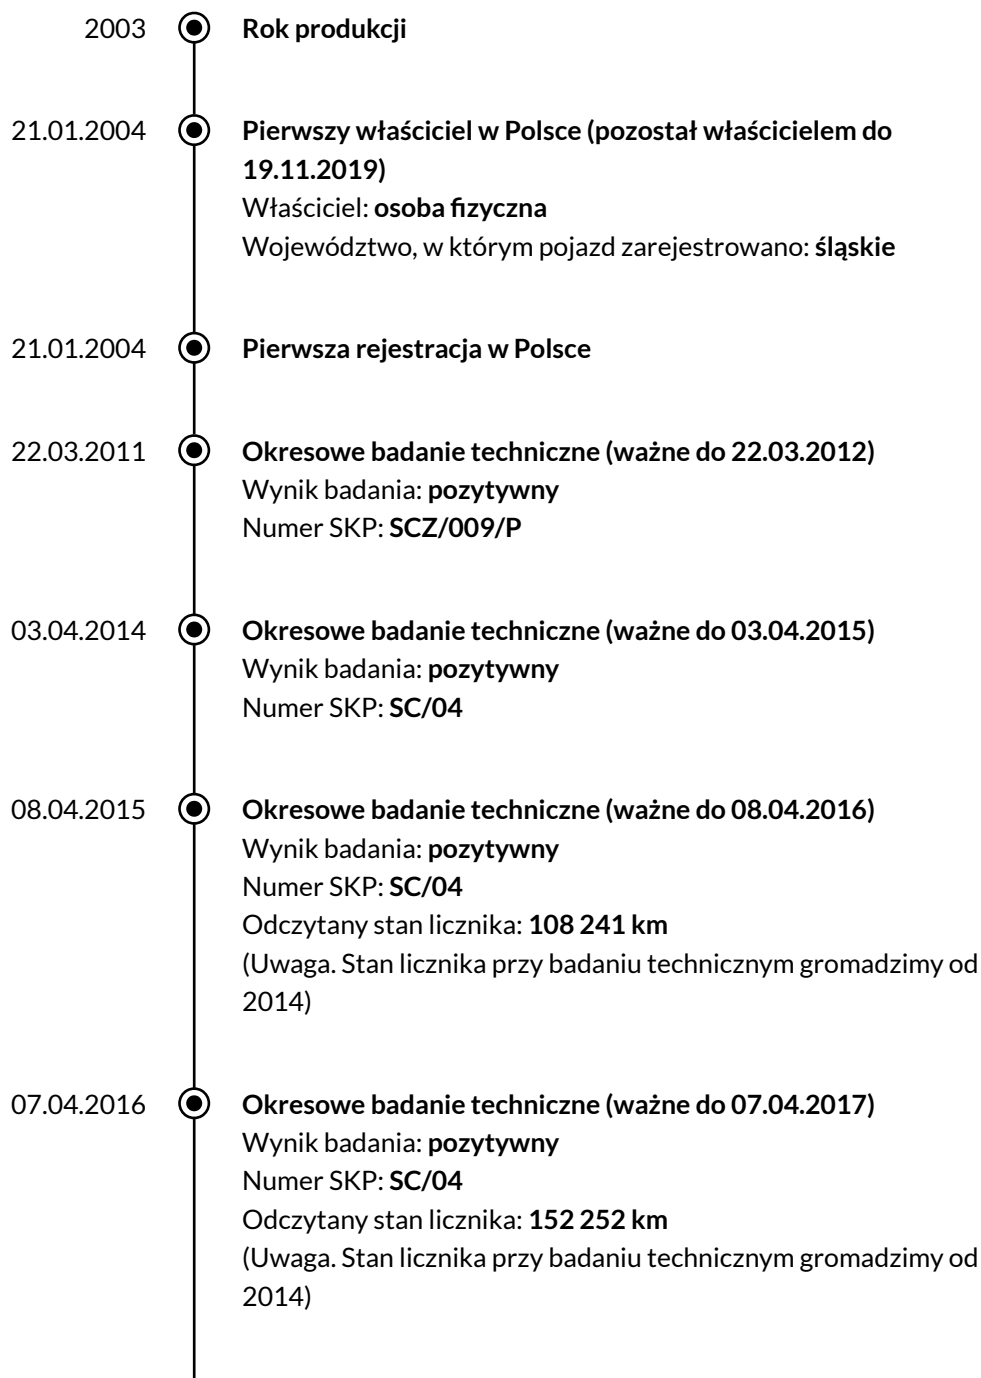 2003 Rok produkcji
21.01.2004 Pierwszy właściciel w Polsce (pozostał właścicielem do
19.11.2019)
Właściciel: osoba fizyczna
Województwo, w którym pojazd zarejestrowano: śląskie
21.01.2004 Pierwsza rejestracja w Polsce
22.03.2011 Okresowe badanie techniczne (ważne do 22.03.2012)
Wynik badania: pozytywny
Numer SKP: SCZ/009/P
03.04.2014 Okresowe badanie techniczne (ważne do 03.04.2015)
Wynik badania: pozytywny
Numer SKP: SC/04
08.04.2015 Okresowe badanie techniczne (ważne do 08.04.2016)
Wynik badania: pozytywny
Numer SKP: SC/04
Odczytany stan licznika: 108 241 km
(Uwaga. Stan licznika przy badaniu technicznym gromadzimy od
2014)
07.04.2016 Okresowe badanie techniczne (ważne do 07.04.2017)
Wynik badania: pozytywny
Numer SKP: SC/04
Odczytany stan licznika: 152 252 km
(Uwaga. Stan licznika przy badaniu technicznym gromadzimy od
2014)